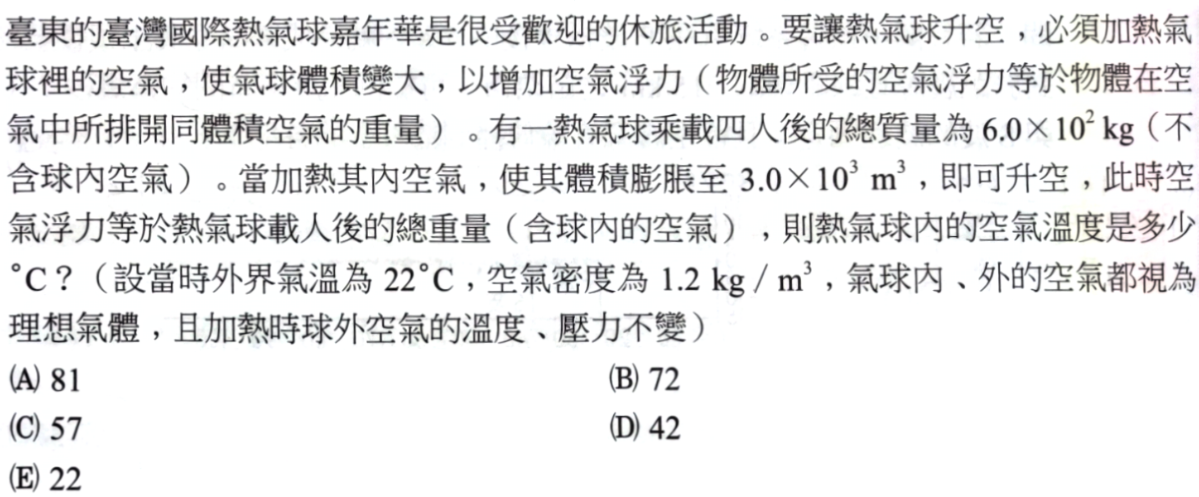 臺東的臺灣國際熱氣球嘉年華是很受歡迎的休旅活動。要讓熱氣球升空，必須加熱氣
球裡的空氣，使氣球體積變大，以增加空氣浮力（物體所受的空氣浮力等於物體在空
氣中所排開同體積空氣的重量）。有一熱氣球乘載四人後的總質量為 6.0×10² kg（不
含球內空氣）。當加熱其內空氣，使其體積膨脹至 3.0×10³ m³，即可升空，此時空
氣浮力等於熱氣球載人後的總重量（含球內的空氣），則熱氣球內的空氣溫度是多少
°C？（設當時外界氣溫為 22°C，空氣密度為 1.2 kg／m³，氣球內、外的空氣都視為
理想氣體，且加熱時球外空氣的溫度、壓力不變）
(A) 81
(B) 72
(C) 57
(D) 42
(E) 22